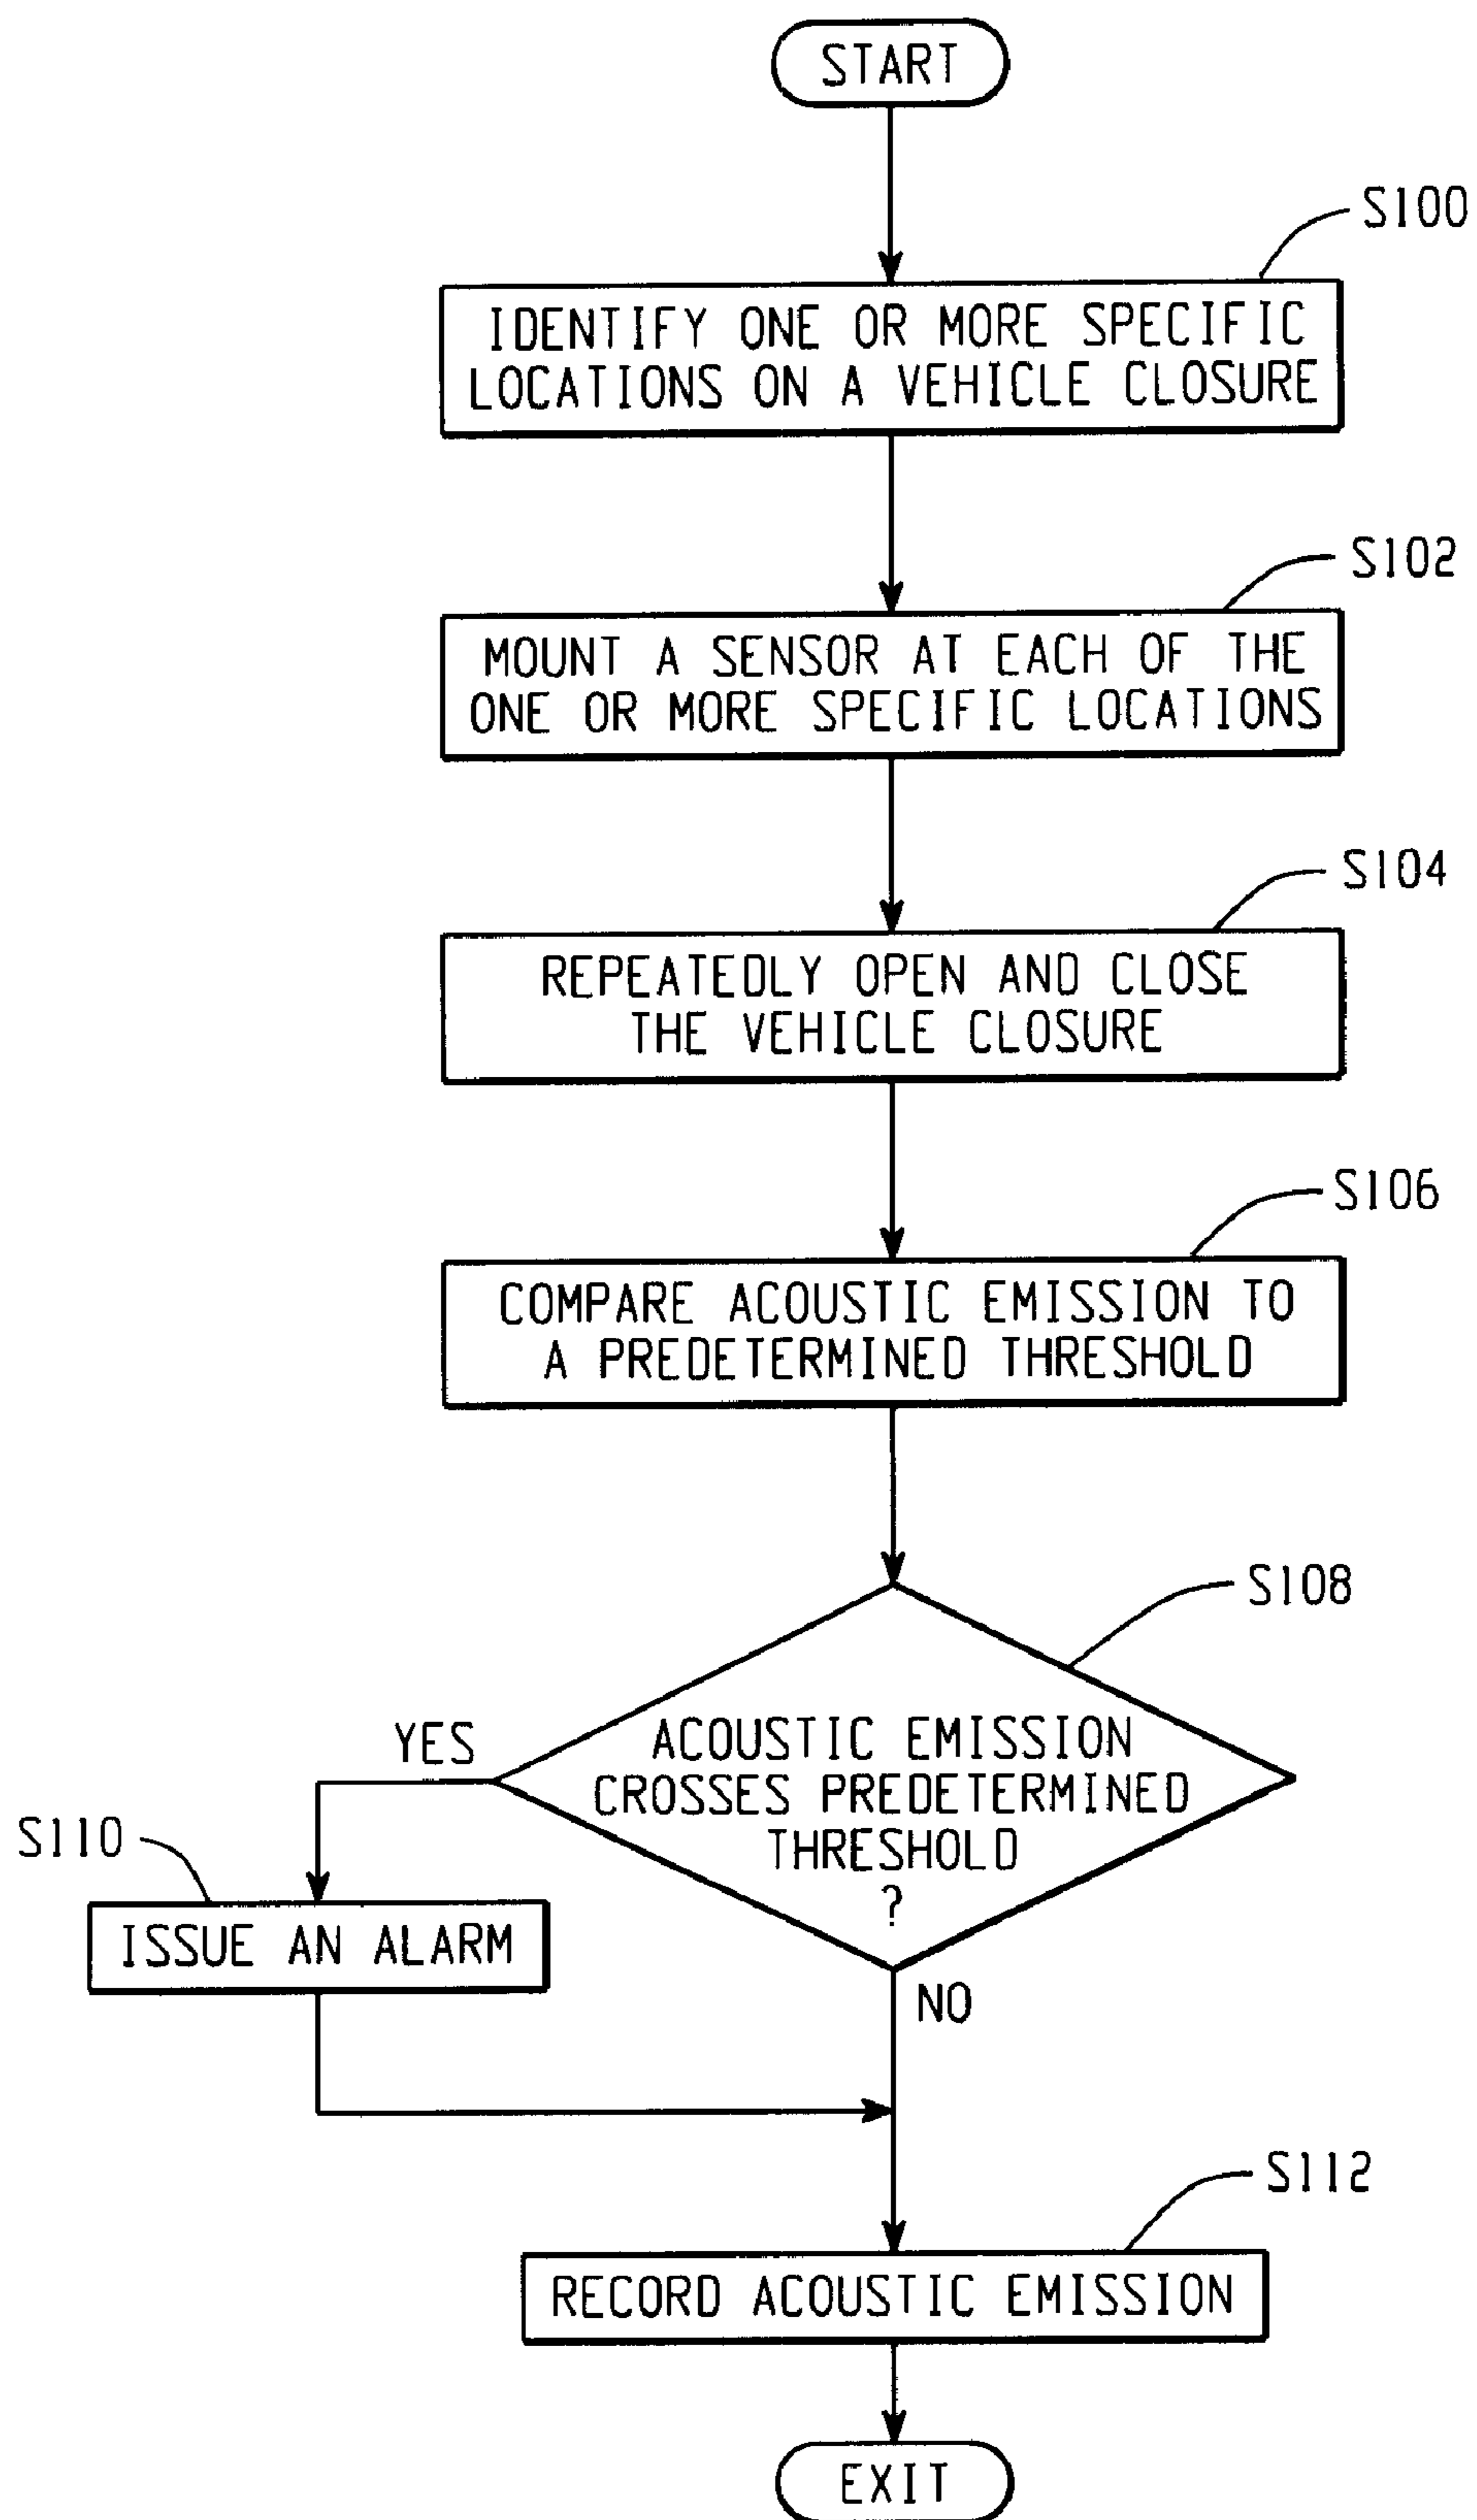 START
S100
IDENTIFY ONE OR MORE SPECIFIC
LOCATIONS ON A VEHICLE CLOSURE
S102
MOUNT A SENSOR AT EACH OF THE
ONE OR MORE SPECIFIC LOCATIONS
S104
REPEATEDLY OPEN AND CLOSE
THE VEHICLE CLOSURE
S106
COMPARE ACOUSTIC EMISSION TO
A PREDETERMINED THRESHOLD
S108
ACOUSTIC EMISSION
CROSSES PREDETERMINED
THRESHOLD
?
YES
S110
ISSUE AN ALARM
NO
S112
RECORD ACOUSTIC EMISSION
EXIT